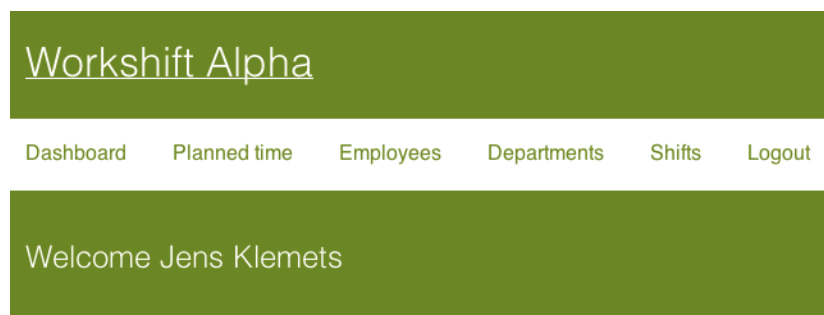 Workshift Alpha
Dashboard Planned time Employees Departments Shifts Logout
Welcome Jens Klemets